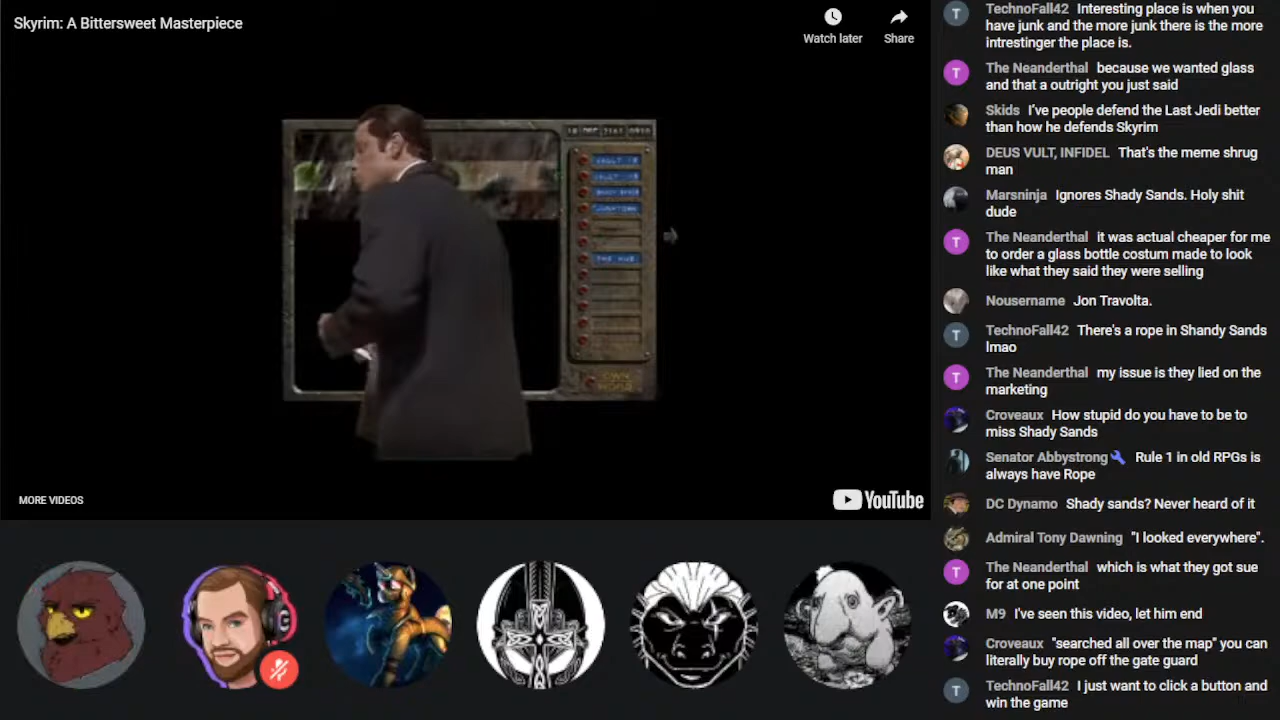 Skyrim: A Bittersweet Masterpiece
Watch later
Share
MORE VIDEOS
YouTube
TechnoFall42 Interesting place is when you
have junk and the more junk there is the more
intrestinger the place is.
The Neanderthal because we wanted glass
and that a outright you just said
Skids I've people defend the Last Jedi better
than how he defends Skyrim
DEUS VULT, INFIDEL That's the meme shrug
man
Marsninja Ignores Shady Sands. Holy shit
dude
The Neanderthal it was actual cheaper for me
to order a glass bottle costum made to look
like what they said they were selling
Nousername Jon Travolta.
TechnoFall42 There's a rope in Shandy Sands
lmao
The Neanderthal my issue is they lied on the
marketing
Croveaux How stupid do you have to be to
miss Shady Sands
Senator Abbystrong Rule 1 in old RPGs is
always have Rope
DC Dynamo Shady sands? Never heard of it
Admiral Tony Dawning "I looked everywhere".
The Neanderthal which is what they got sue
for at one point
M9 I've seen this video, let him end
Croveaux "searched all over the map" you can
literally buy rope off the gate guard
TechnoFall42 I just want to click a button and
win the game